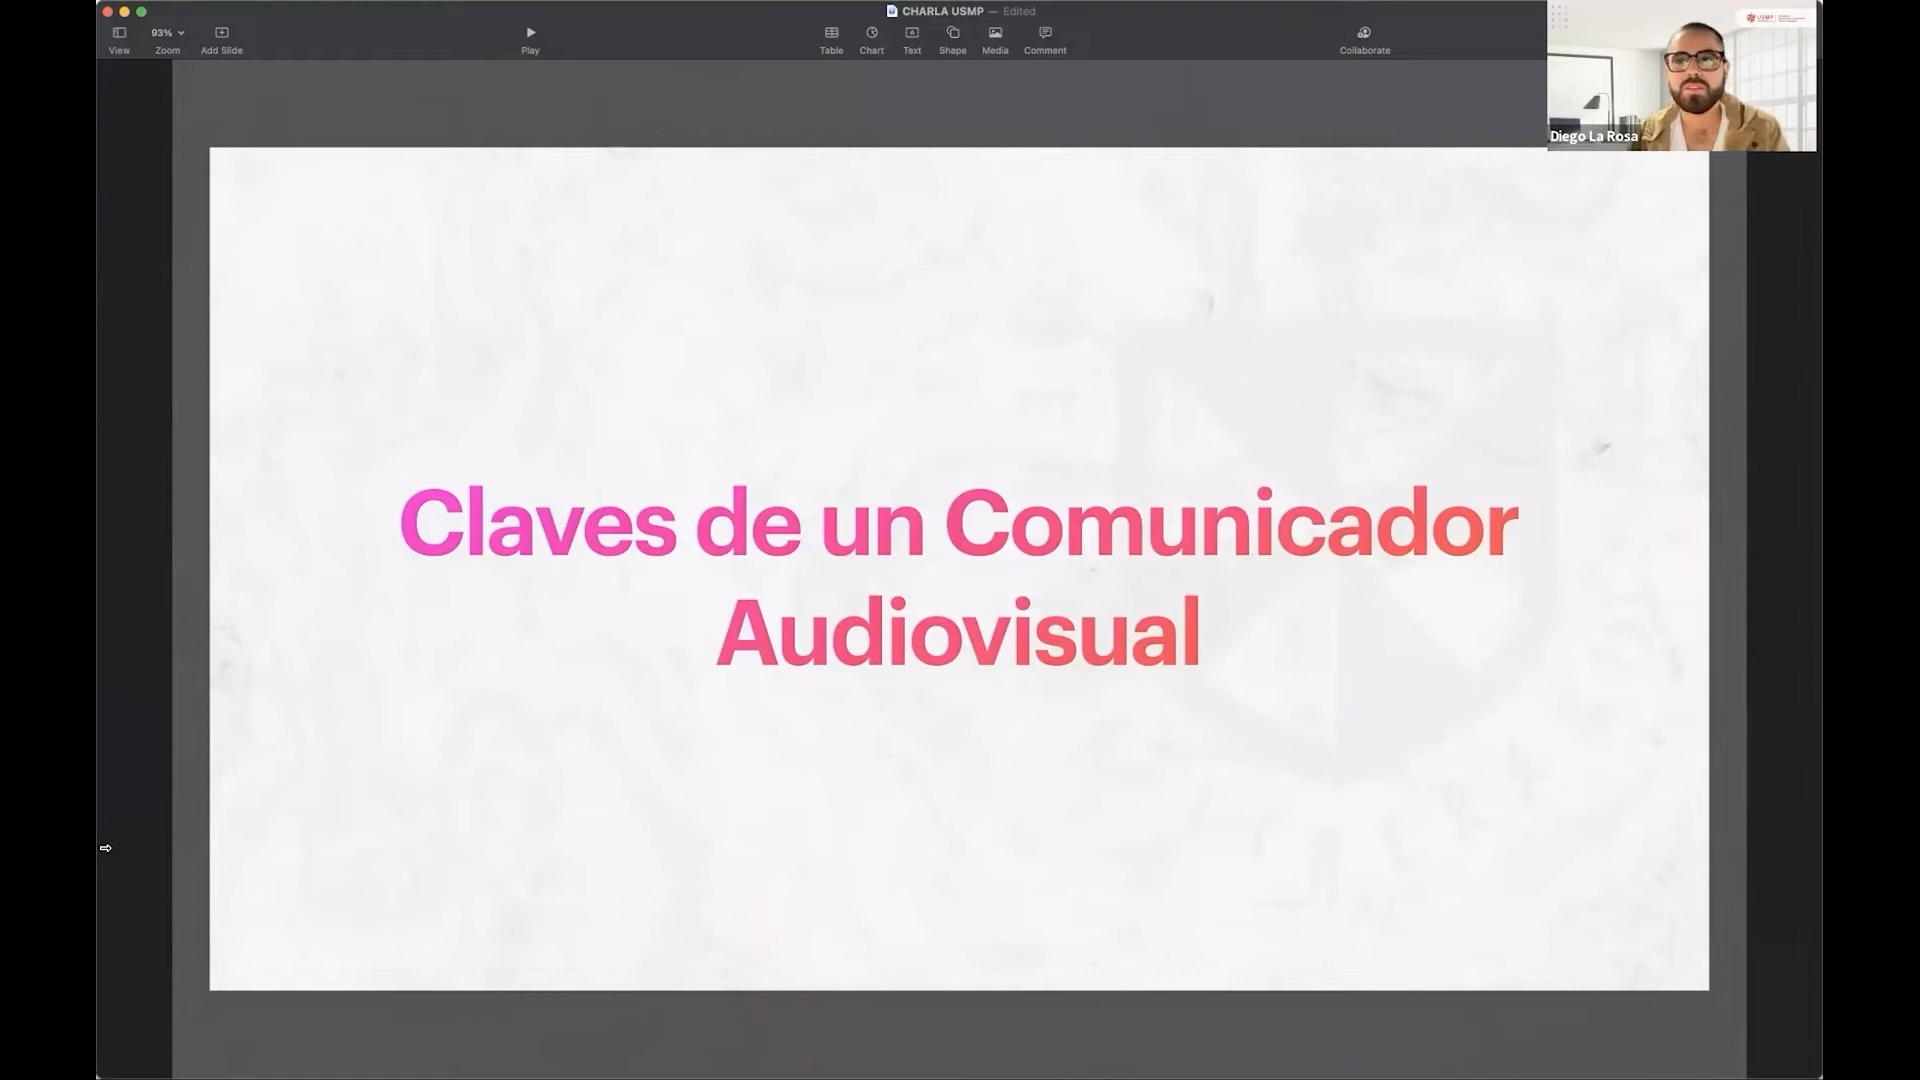 CHARLA USMP — Edited
93%
View
Zoom
Add Slide
Play
Table
Chart
Text
Shape
Media
Comment
Collaborate
USMP
Diego La Rosa
Claves de un Comunicador
Audiovisual